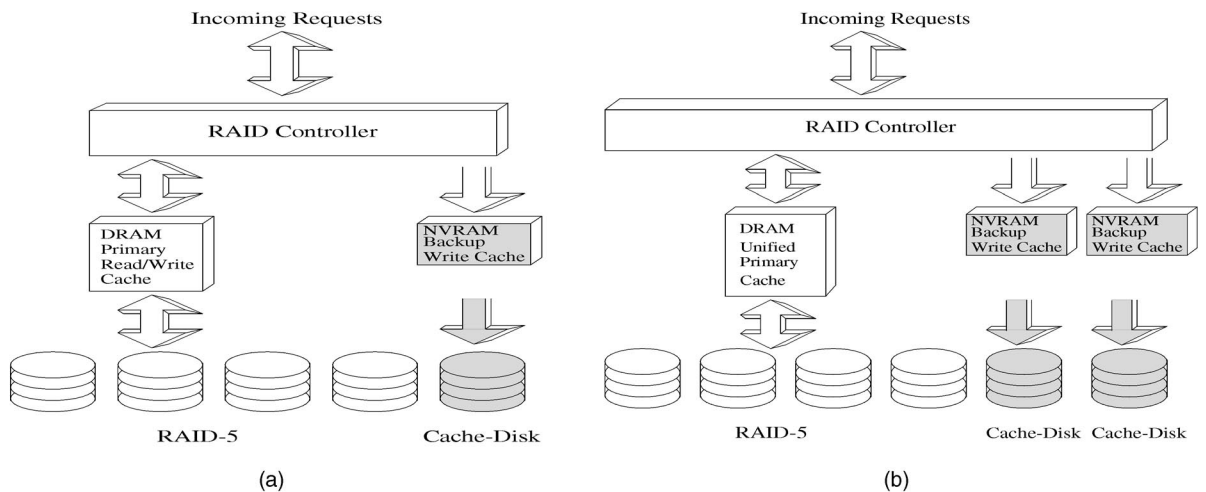 Incoming Requests
RAID Controller
DRAM
Primary
Read/Write
Cache
NVRAM
Backup
Write Cache
RAID-5
Cache-Disk
(a)
Incoming Requests
RAID Controller
DRAM
Unified
Primary
Cache
NVRAM
Backup
Write Cache
NVRAM
Backup
Write Cache
RAID-5
Cache-Disk
Cache-Disk
(b)